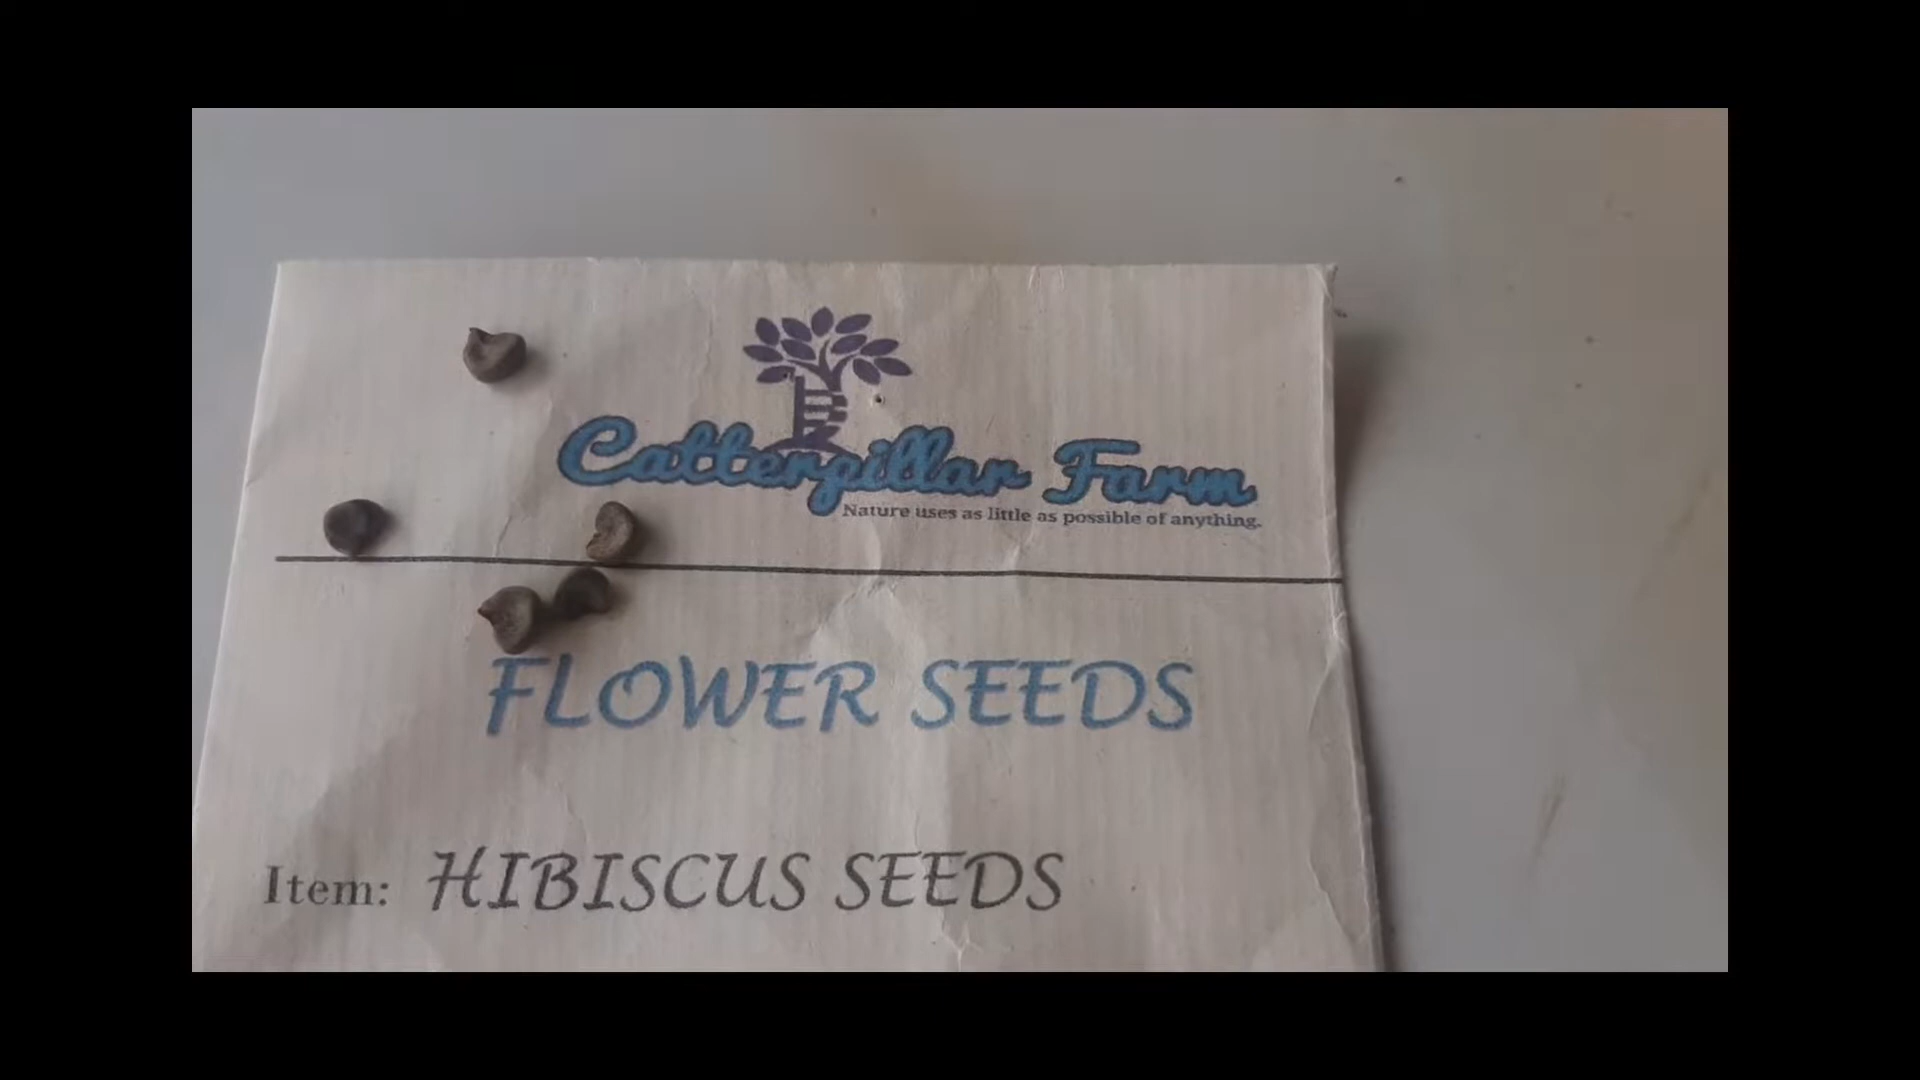 Catterpillar Farm
Nature uses as little as possible of anything.
FLOWER SEEDS
Item: HIBISCUS SEEDS